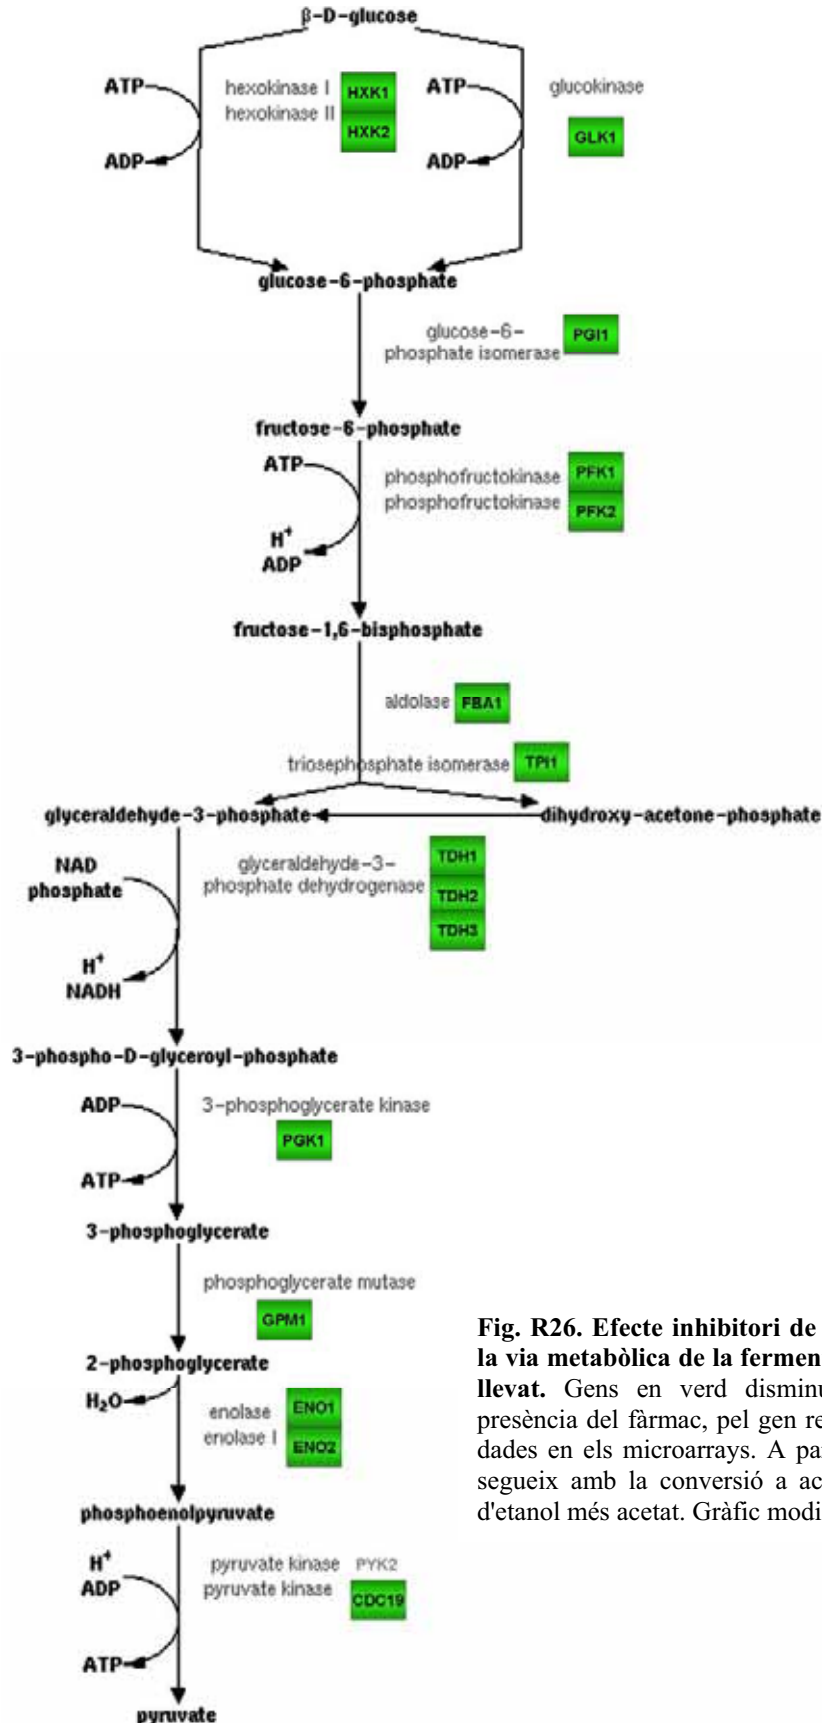 β-D-glucose
ATP
hexokinase I
HXK1
ATP
glucokinase
hexokinase II
HXK2
GLK1
ADP
ADP
glucose-6-phosphate
glucose-6-
phosphate isomerase
PGI1
fructose-6-phosphate
ATP
phosphofructokinase
PFK1
phosphofructokinase
PFK2
H+
ADP
fructose-1,6-bisphosphate
aldolase
FBA1
triosephosphate isomerase
TPI1
glyceraldehyde-3-phosphate
dihydroxy-acetone-phosphate
NAD
phosphate
glyceraldehyde-3-
phosphate dehydrogenase
TDH1
TDH2
TDH3
H+
NADH
3-phospho-D-glyceroyl-phosphate
ADP
3-phosphoglycerate kinase
PGK1
ATP
3-phosphoglycerate
phosphoglycerate mutase
GPM1
2-phosphoglycerate
H2O
enolase
ENO1
enolase I
ENO2
phosphoenolpyruvate
H+
ADP
pyruvate kinase PYK2
pyruvate kinase
CDC19
ATP
pyruvate
Fig. R26. Efecte inhibitori de
la via metabòlica de la fermen
llevat. Gens en verd disminu
presència del fàrmac, pel gen re
dades en els microarrays. A pa
segueix amb la conversió a ac
d'etanol més acetat. Gràfic modi